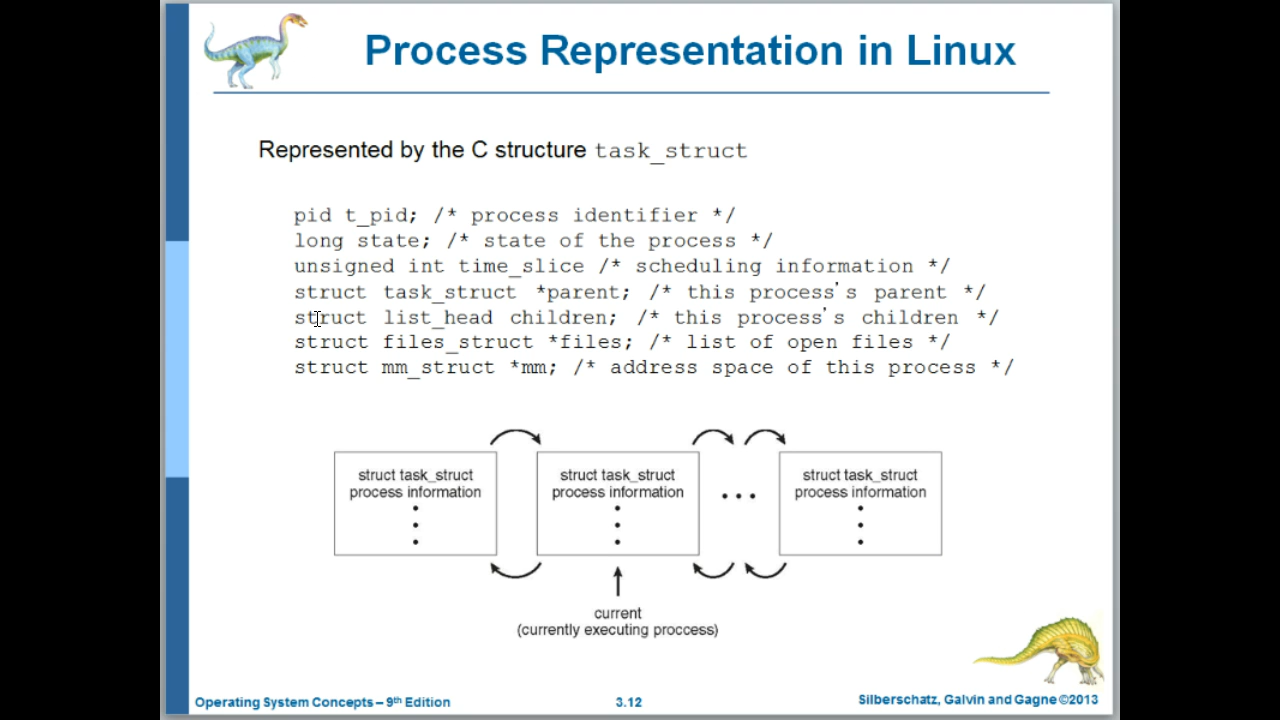 Process Representation in Linux
Represented by the C structure task_struct
pid t_pid; /* process identifier */
long state; /* state of the process */
unsigned int time_slice /* scheduling information */
struct task_struct *parent; /* this process's parent */
struct list_head children; /* this process's children */
struct files_struct *files; /* list of open files */
struct mm_struct *mm; /* address space of this process */
struct task_struct
process information
struct task_struct
process information
• • •
struct task_struct
process information
current
(currently executing proccess)
Operating System Concepts – 9th Edition
3.12
Silberschatz, Galvin and Gagne ©2013